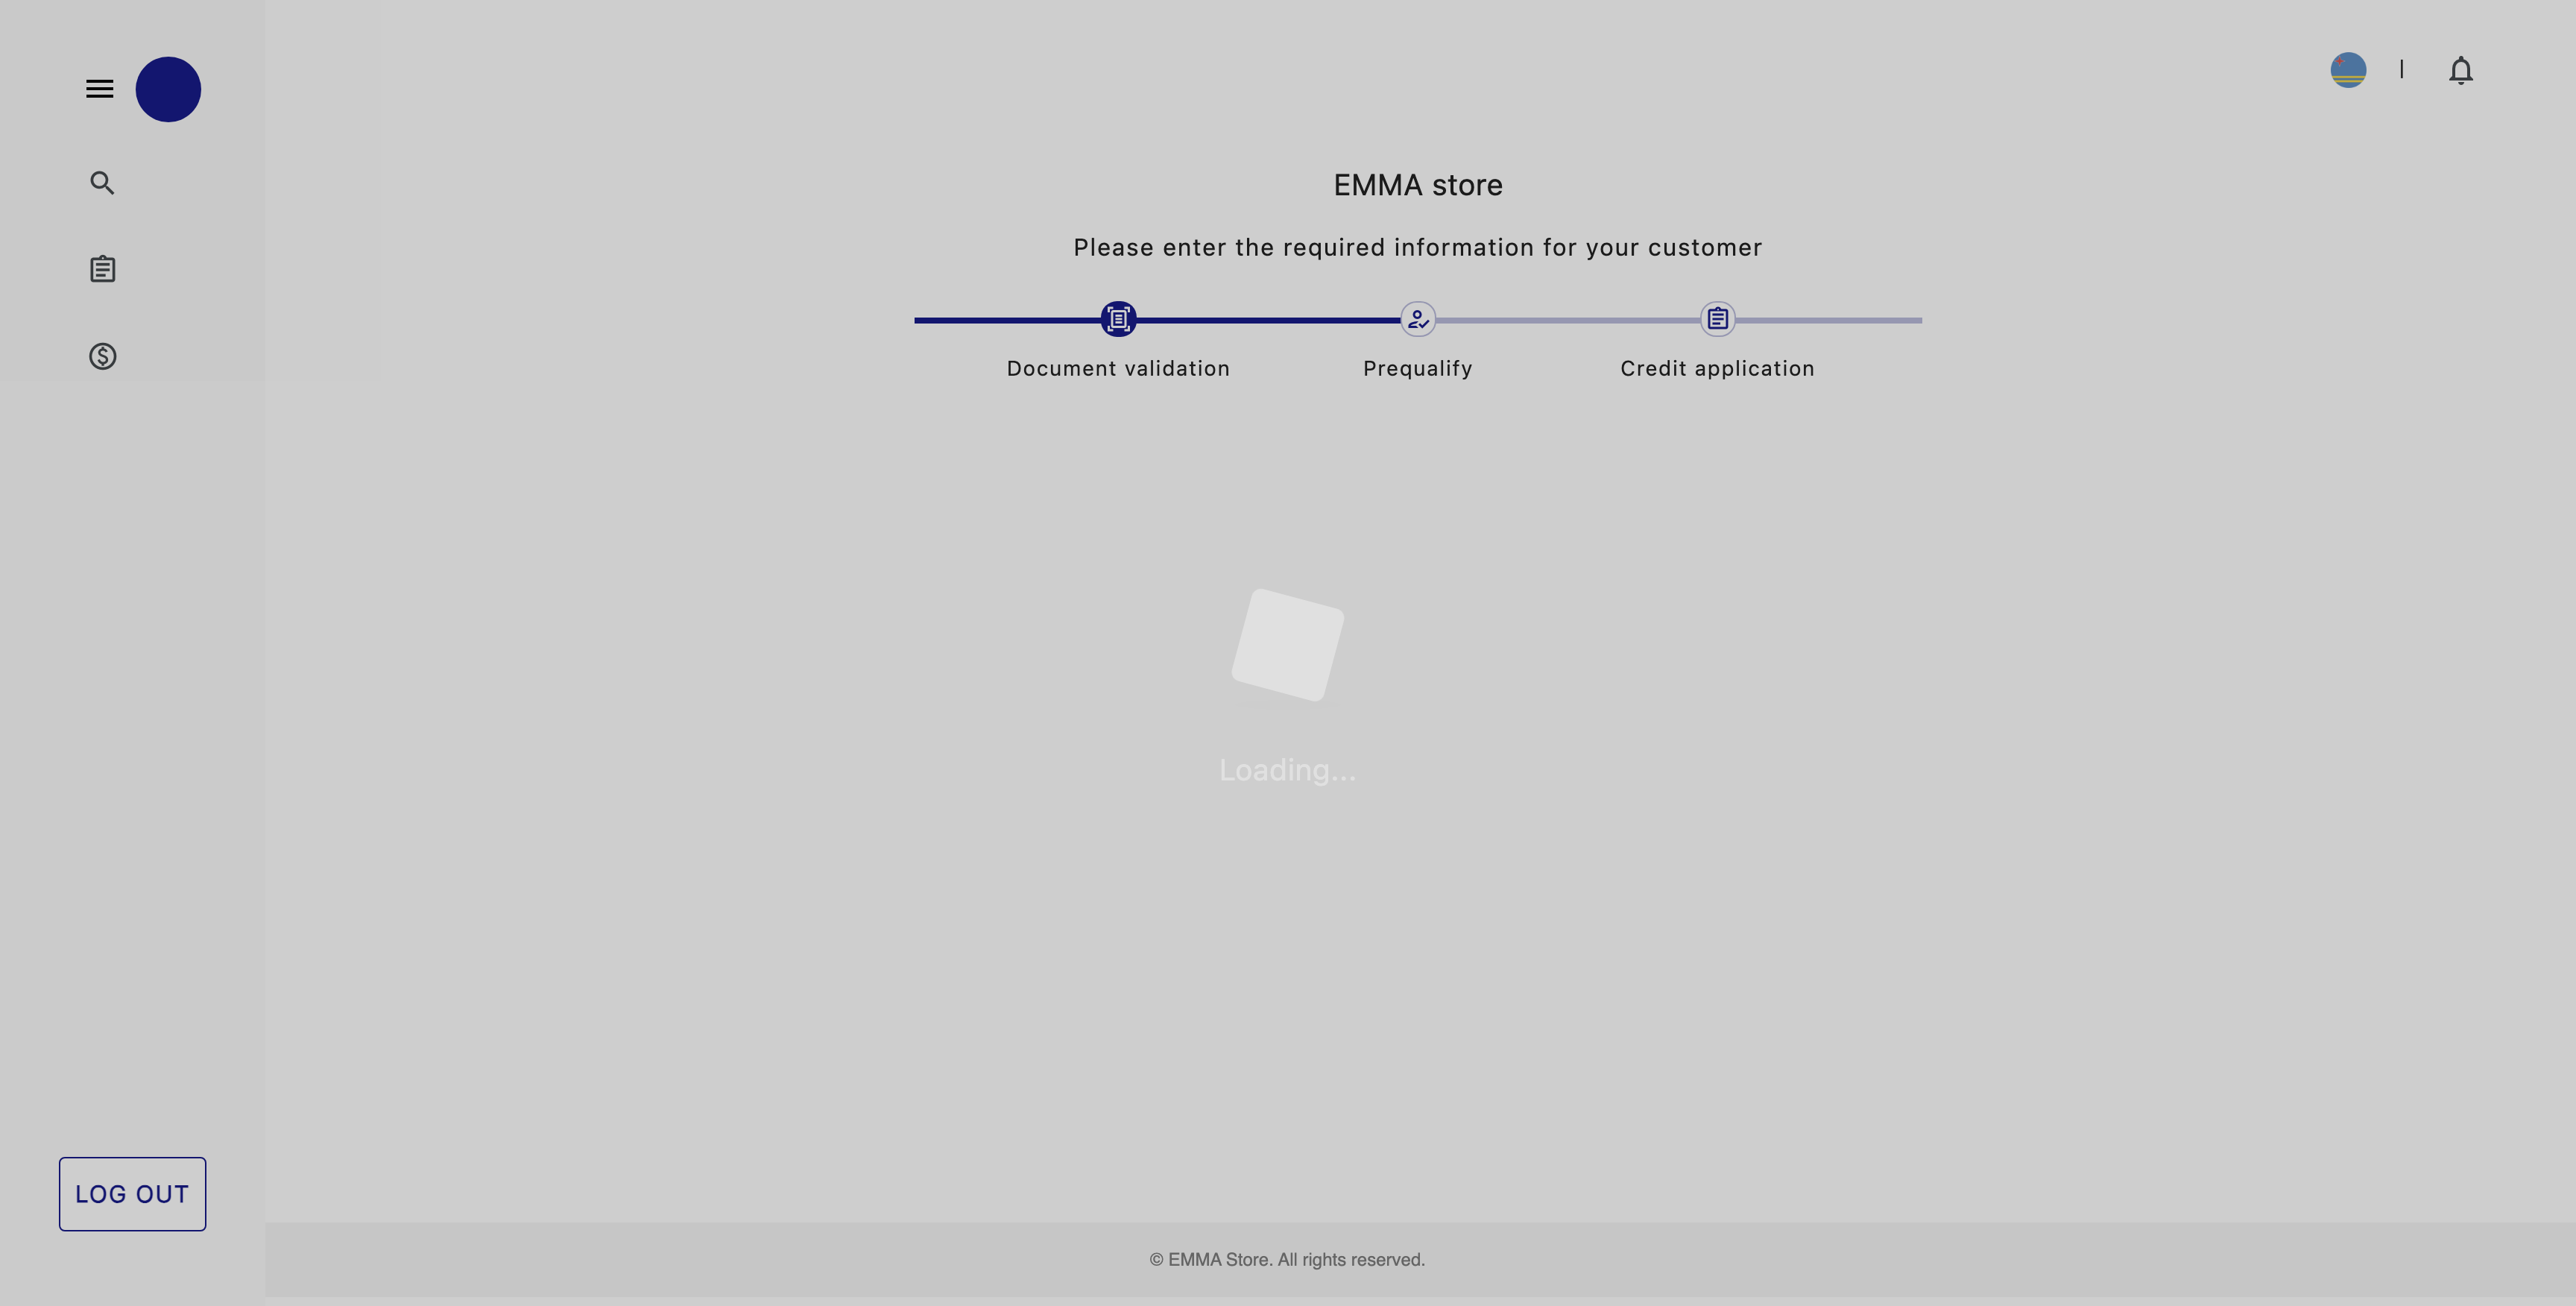 EMMA store
Please enter the required information for your customer
Document validation
Prequalify
Credit application
Loading...
LOG OUT
© EMMA Store. All rights reserved.